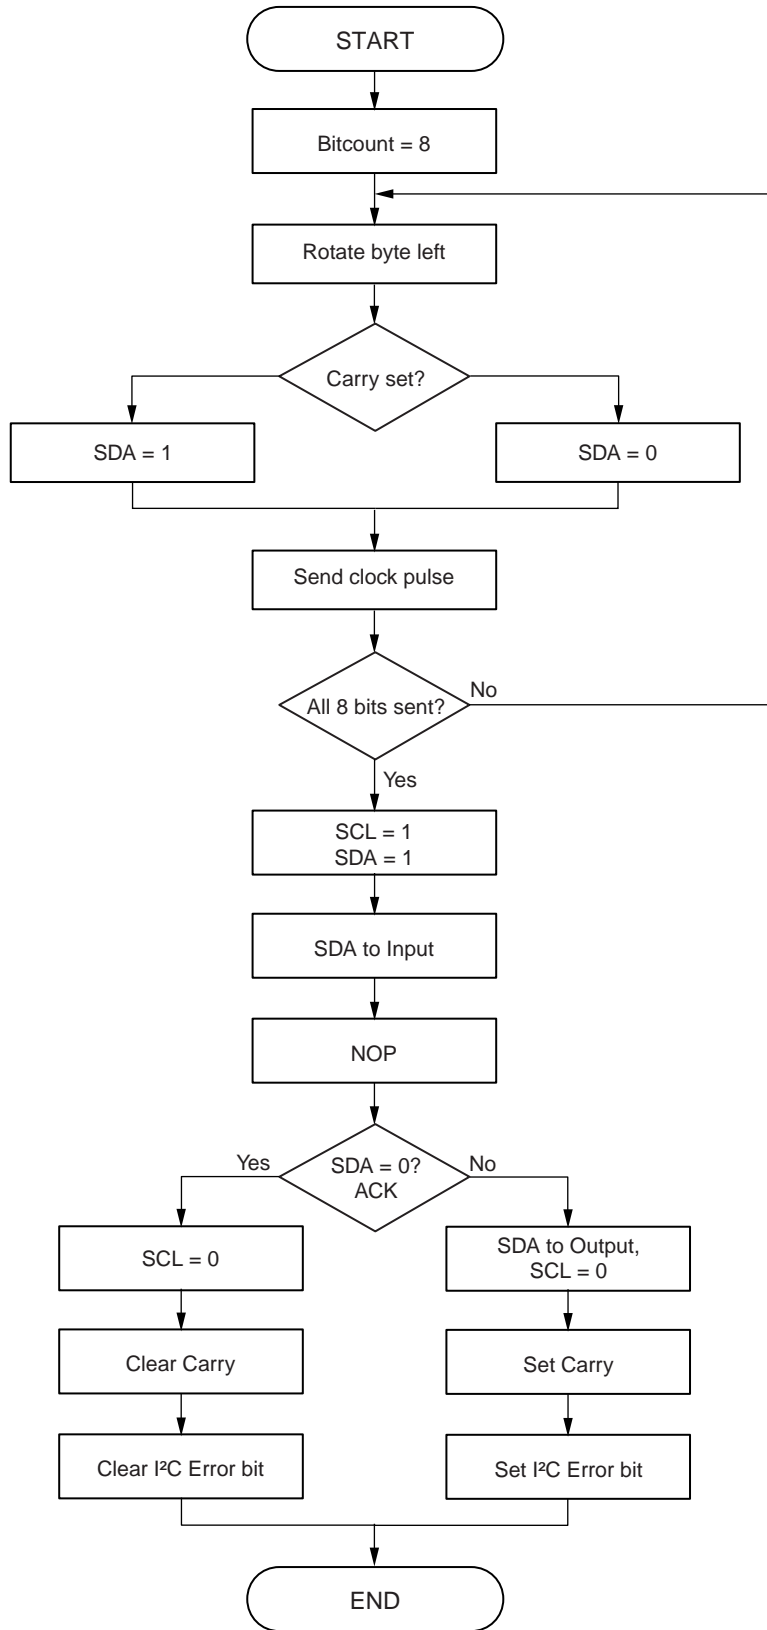 START
Bitcount = 8
Rotate byte left
Carry set?
SDA = 1
SDA = 0
Send clock pulse
All 8 bits sent?
No
Yes
SCL = 1
SDA = 1
SDA to Input
NOP
Yes
SDA = 0?
ACK
No
SCL = 0
SDA to Output,
SCL = 0
Clear Carry
Set Carry
Clear I²C Error bit
Set I²C Error bit
END